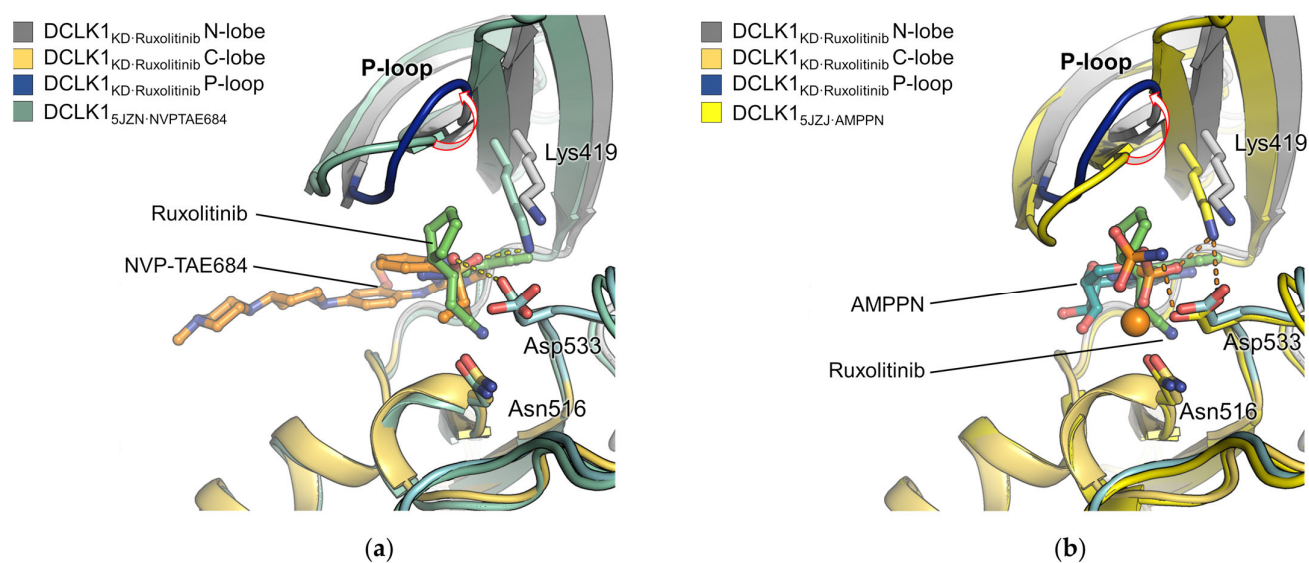 DCLK1KD·Ruxolitinib N-lobe
DCLK1KD·Ruxolitinib C-lobe
DCLK1KD·Ruxolitinib P-loop
DCLK15JZN·NVPTAE684
P-loop
Lys419
Ruxolitinib
NVP-TAE684
Asp533
Asn516
(a)
DCLK1KD·Ruxolitinib N-lobe
DCLK1KD·Ruxolitinib C-lobe
DCLK1KD·Ruxolitinib P-loop
DCLK15JZJ·AMPPN
P-loop
Lys419
AMPPN
Asp533
Ruxolitinib
Asn516
(b)